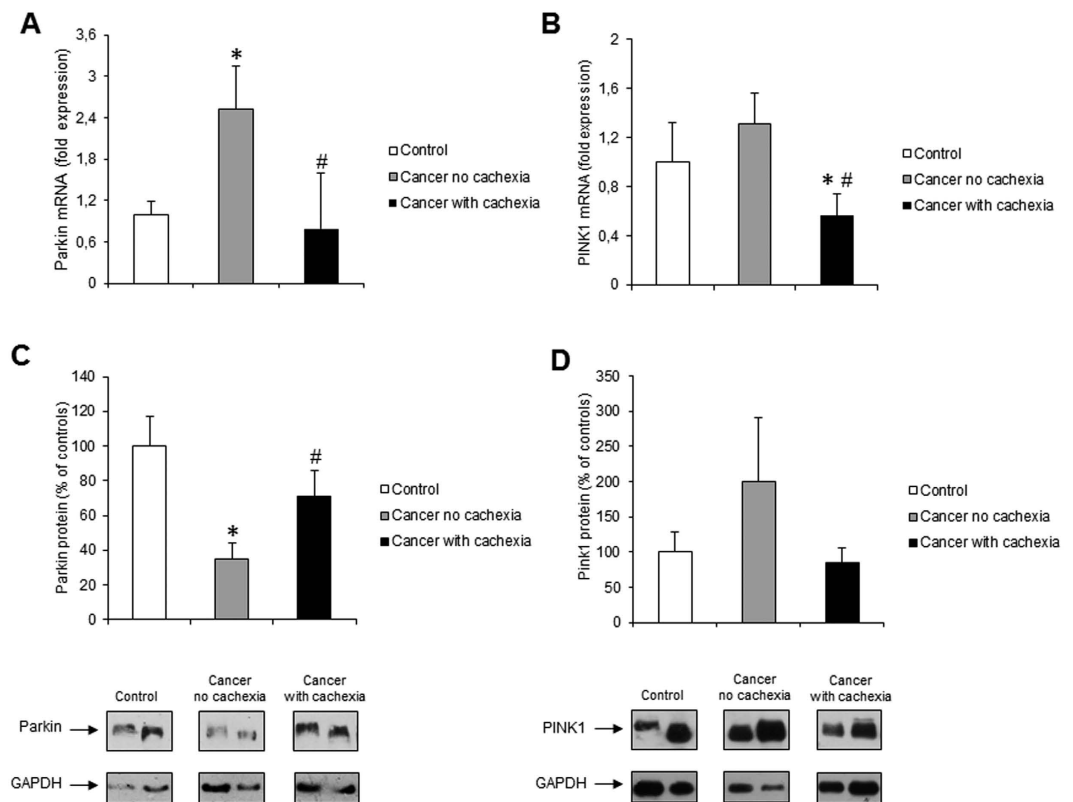 A
3,6
3
2,4
1,8
1,2
0,6
0
Parkin mRNA (fold expression)
*
#
Control
Cancer no cachexia
Cancer with cachexia
B
2
1,6
1,2
0,8
0,4
0
PINK1 mRNA (fold expression)
* #
Control
Cancer no cachexia
Cancer with cachexia
C
140
120
100
80
60
40
20
0
Parkin protein (% of controls)
*
#
Control
Cancer no cachexia
Cancer with cachexia
D
350
300
250
200
150
100
50
0
Pink1 protein (% of controls)
Control
Cancer no cachexia
Cancer with cachexia
Control
Cancer
no cachexia
Cancer
with cachexia
Parkin
GAPDH
Control
Cancer
no cachexia
Cancer
with cachexia
PINK1
GAPDH